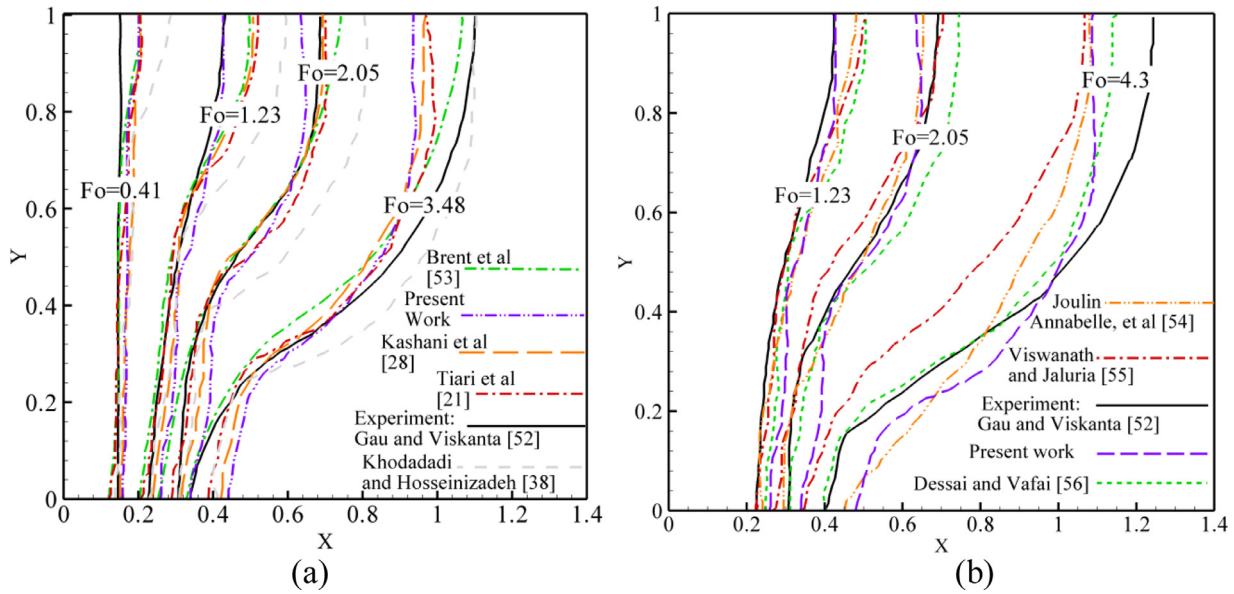 1
0.8
0.6
0.4
0.2
0
Y
0 0.2 0.4 0.6 0.8 1 1.2 1.4
X
Fo=0.41
Fo=1.23
Fo=2.05
Fo=3.48
Brent et al
[53]
Present
Work
Kashani et al
[28]
Tiari et al
[21]
Experiment:
Gau and Viskanta [52]
Khodadadi
and Hosseinizadeh [38]
(a)
1
0.8
0.6
0.4
0.2
0
Y
0 0.2 0.4 0.6 0.8 1 1.2 1.4
X
Fo=1.23
Fo=2.05
Fo=4.3
Joulin
Annabelle, et al [54]
Viswanath
and Jaluria [55]
Experiment:
Gau and Viskanta [52]
Present work
Dessai and Vafai [56]
(b)